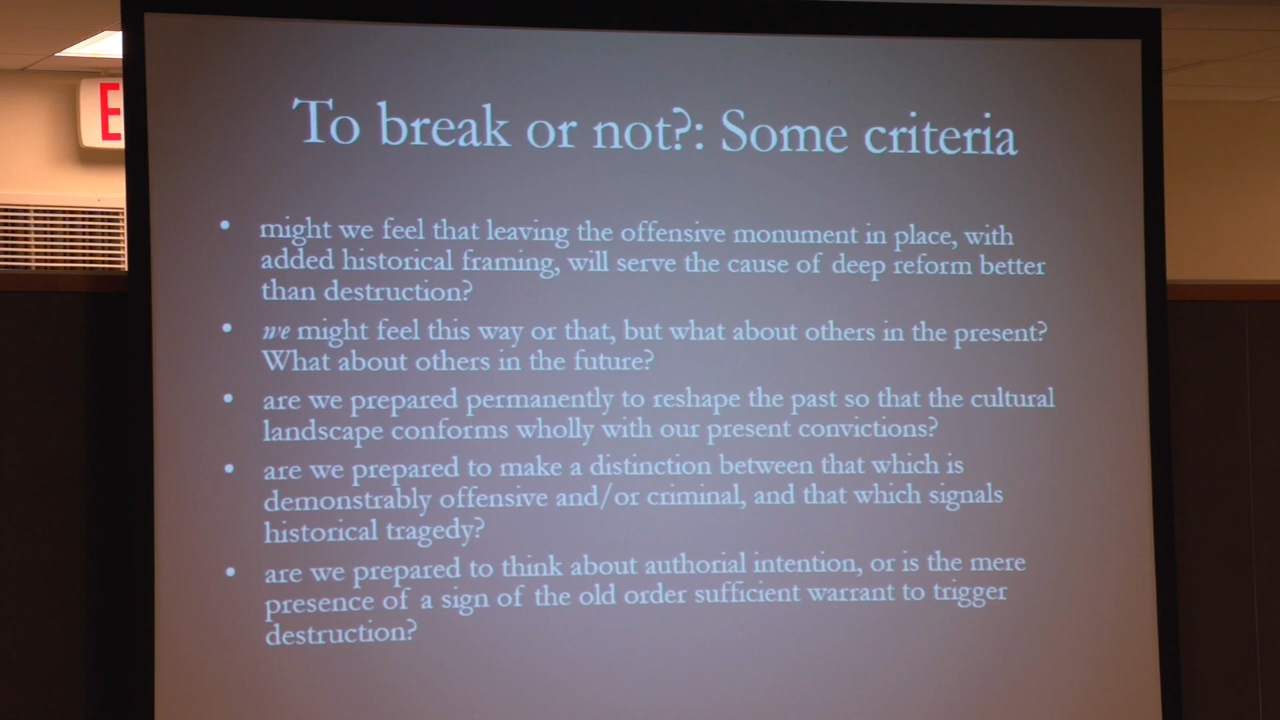 E
To break or not?: Some criteria
• might we feel that leaving the offensive monument in place, with
added historical framing, will serve the cause of deep reform better
than destruction?
• we might feel this way or that, but what about others in the present?
What about others in the future?
• are we prepared permanently to reshape the past so that the cultural
landscape conforms wholly with our present convictions?
• are we prepared to make a distinction between that which is
demonstrably offensive and/or criminal, and that which signals
historical tragedy?
• are we prepared to think about authorial intention, or is the mere
presence of a sign of the old order sufficient warrant to trigger
destruction?